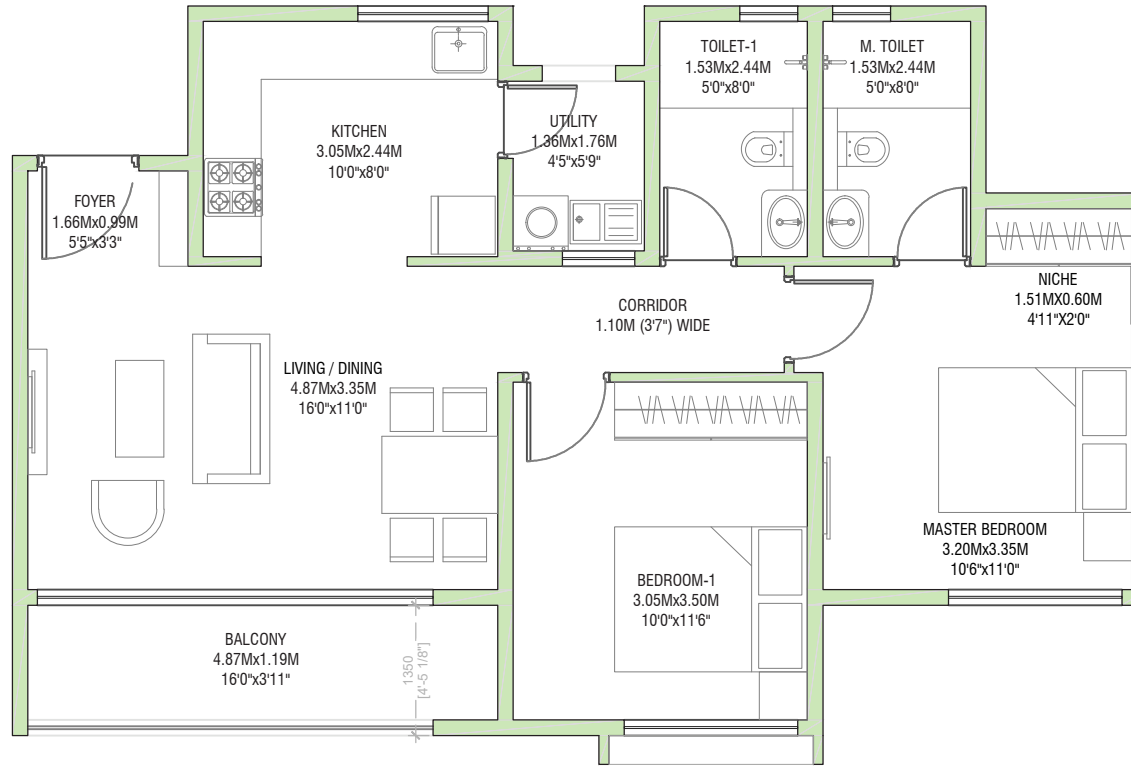 TOILET-1
1.53Mx2.44M
5'0"x8'0"
M. TOILET
1.53Mx2.44M
5'0"x8'0"
KITCHEN
3.05Mx2.44M
10'0"x8'0"
UTILITY
1.36Mx1.76M
4'5"x5'9"
FOYER
1.66Mx0.99M
5'5"x3'3"
NICHE
1.51MX0.60M
4'11"X2'0"
CORRIDOR
1.10M (3'7") WIDE
LIVING / DINING
4.87Mx3.35M
16'0"x11'0"
MASTER BEDROOM
3.20Mx3.35M
10'6"x11'0"
BEDROOM-1
3.05Mx3.50M
10'0"x11'6"
BALCONY
4.87Mx1.19M
16'0"x3'11"
1350
[4'-5 1/8"]